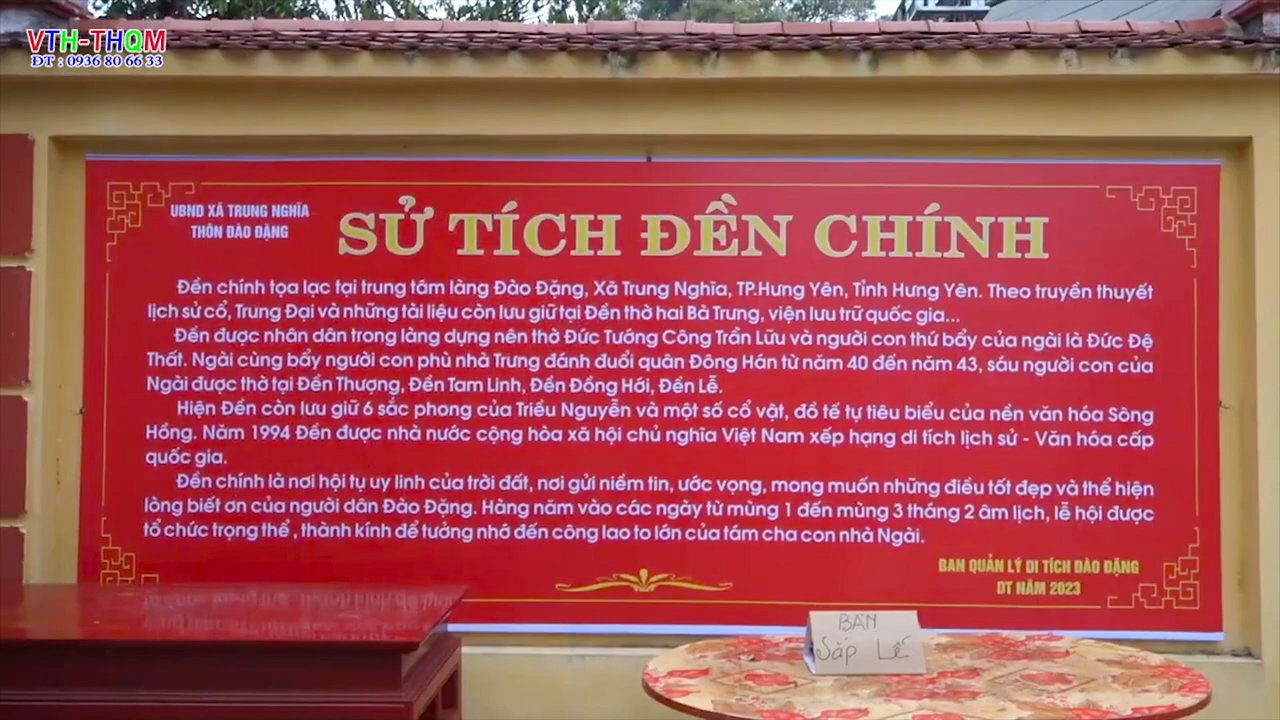 VTH-THQM
ĐT : 0936 80 66 33
UBND XÃ TRUNG NGHĨA
THÔN ĐÀO ĐẶNG
SỬ TÍCH ĐỀN CHÍNH
Đền chính tọa lạc tại trung tâm làng Đào Đặng, Xã Trung Nghĩa, TP.Hưng Yên, Tỉnh Hưng Yên. Theo truyền thuyết
lịch sử cổ, Trung Đại và những tài liệu còn lưu giữ tại Đền thờ hai Bà Trưng, viện lưu trữ quốc gia...
Đền được nhân dân trong làng dựng nên thờ Đức Tướng Công Trần Lữu và người con thứ bẩy của ngài là Đức Đệ
Thất. Ngài cùng bẩy người con phù nhà Trưng đánh đuổi quân Đông Hán từ năm 40 đến năm 43, sáu người con của
Ngài được thờ tại Đền Thượng, Đền Tam Linh, Đền Đồng Hới, Đền Lễ.
Hiện Đền còn lưu giữ 6 sắc phong của Triều Nguyễn và một số cổ vật, đồ tế tự tiêu biểu của nền văn hóa Sông
Hồng. Năm 1994 Đền được nhà nước cộng hòa xã hội chủ nghĩa Việt Nam xếp hạng di tích lịch sử - Văn hóa cấp
quốc gia.
Đền chính là nơi hội tụ uy linh của trời đất, nơi gửi niềm tin, ước vọng, mong muốn những điều tốt đẹp và thể hiện
lòng biết ơn của người dân Đào Đặng. Hàng năm vào các ngày từ mùng 1 đến mùng 3 tháng 2 âm lịch, lễ hội được
tổ chức trọng thể , thành kính để tưởng nhớ đến công lao to lớn của tám cha con nhà Ngài.
BAN QUẢN LÝ DI TÍCH ĐÀO ĐẶNG
DT NĂM 2023
BÀN
Sắp Lễ